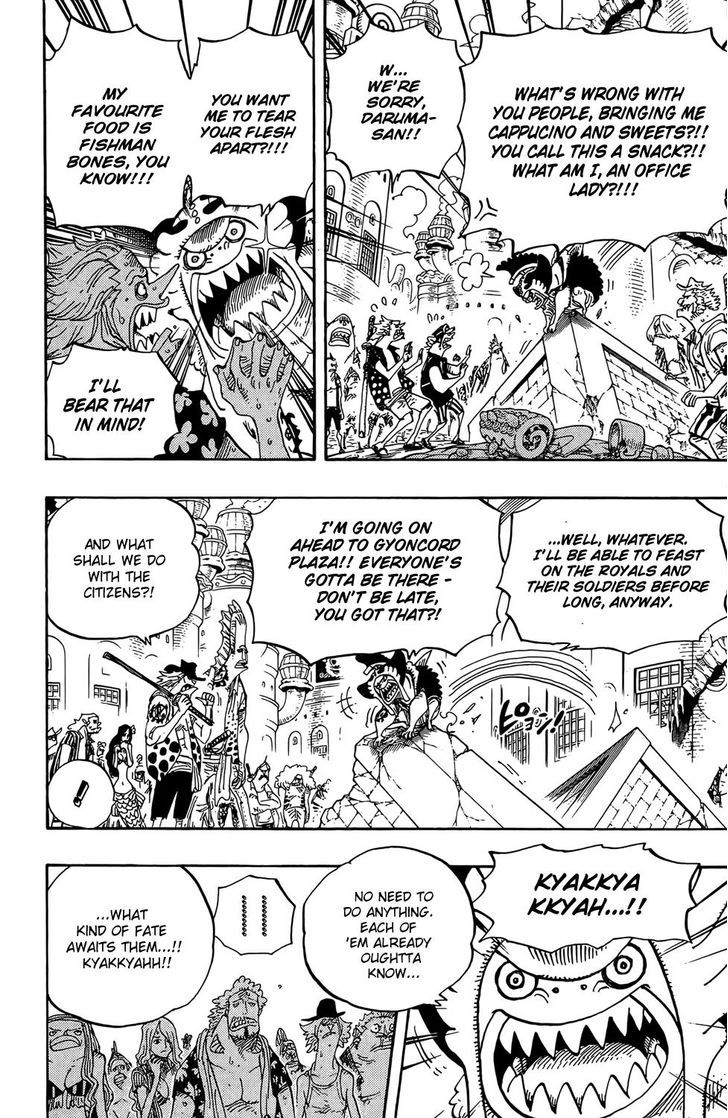 WHAT'S WRONG WITH
YOU PEOPLE, BRINGING ME
CAPPUCINO AND SWEETS?!!
YOU CALL THIS A SNACK?!!
WHAT AM I, AN OFFICE
LADY?!!!
W...
WE'RE
SORRY,
DARUMA-
SAN!!
YOU WANT
ME TO TEAR
YOUR FLESH
APART?!!!
MY
FAVOURITE
FOOD IS
FISHMAN
BONES, YOU
KNOW!!!
I'LL
BEAR THAT
IN MIND!
...WELL, WHATEVER.
I'LL BE ABLE TO FEAST
ON THE ROYALS AND
THEIR SOLDIERS BEFORE
LONG, ANYWAY.
ピョン!
I'M GOING ON
AHEAD TO GYONCORD
PLAZA!! EVERYONE'S
GOTTA BE THERE -
DON'T BE LATE,
YOU GOT THAT?!
AND WHAT
SHALL WE DO
WITH THE
CITIZENS?!
!
KYAKKYA
KKYAH...!!
NO NEED TO
DO ANYTHING.
EACH OF
'EM ALREADY
OUGHTTA
KNOW...
!!
...WHAT
KIND OF FATE
AWAITS THEM...!!
KYAKKYAHH!!